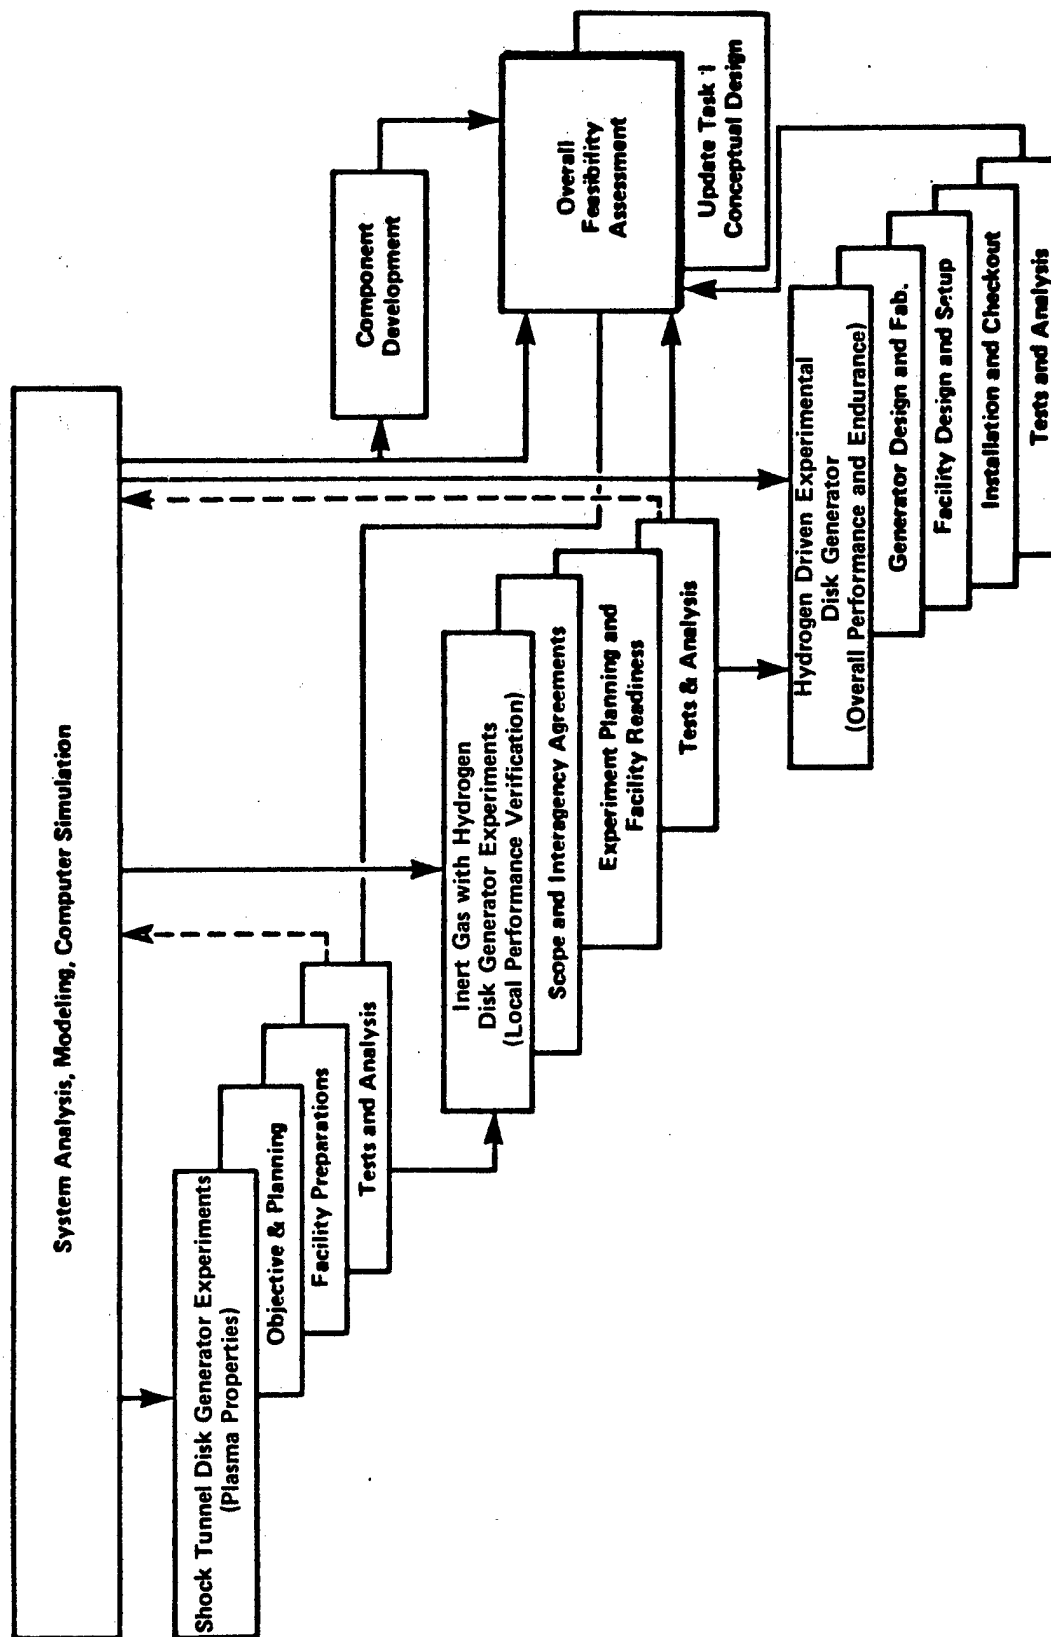 System Analysis, Modeling, Computer Simulation
Shock Tunnel Disk Generator Experiments
(Plasma Properties)
Objective & Planning
Facility Preparations
Tests and Analysis
Inert Gas with Hydrogen
Disk Generator Experiments
(Local Performance Verification)
Scope and Interagency Agreements
Experiment Planning and
Facility Readiness
Tests & Analysis
Component
Development
Overall
Feasibility
Assessment
Update Task 1
Conceptual Design
Hydrogen Driven Experimental
Disk Generator
(Overall Performance and Endurance)
Generator Design and Fab.
Facility Design and Setup
Installation and Checkout
Tests and Analysis